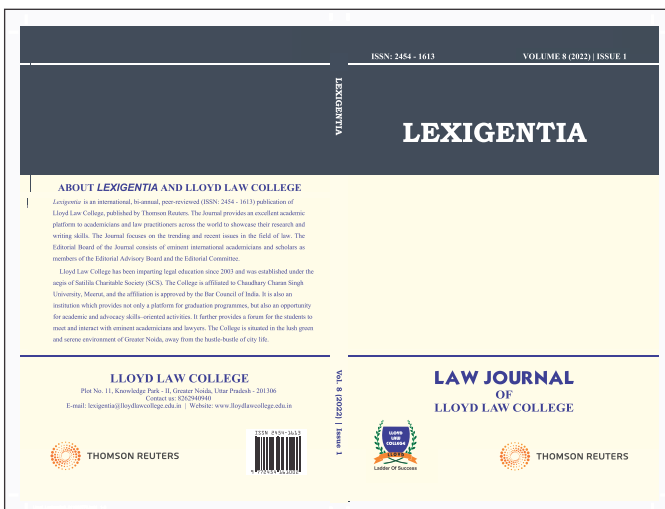 ISSN: 2454 - 1613
VOLUME 8 (2022) | ISSUE 1
LEXIGENTIA
LEXIGENTIA
ABOUT LEXIGENTIA AND LLOYD LAW COLLEGE
Lexigentia is an international, bi-annual, peer-reviewed (ISSN: 2454 - 1613) publication of
Lloyd Law College, published by Thomson Reuters. The Journal provides an excellent academic
platform to academicians and law practitioners across the world to showcase their research and
writing skills. The Journal focuses on the trending and recent issues in the field of law. The
Editorial Board of the Journal consists of eminent international academicians and scholars as
members of the Editorial Advisory Board and the Editorial Committee.
Lloyd Law College has been imparting legal education since 2003 and was established under the
aegis of Satilila Charitable Society (SCS). The College is affiliated to Chaudhary Charan Singh
University, Meerut, and the affiliation is approved by the Bar Council of India. It is also an
institution which provides not only a platform for graduation programmes, but also an opportunity
for academic and advocacy skills–oriented activities. It further provides a forum for the students to
meet and interact with eminent academicians and lawyers. The College is situated in the lush green
and serene environment of Greater Noida, away from the hustle-bustle of city life.
LLOYD LAW COLLEGE
Plot No. 11, Knowledge Park - II, Greater Noida, Uttar Pradesh - 201306
Contact us: 8262940940
E-mail: lexigentia@lloydlawcollege.edu.in | Website: www.lloydlawcollege.edu.in
THOMSON REUTERS
ISSN 2454-1613
Vol. 8 (2022) | Issue 1
LAW JOURNAL
OF
LLOYD LAW COLLEGE
LLOYD
LAW
COLLEGE
Ladder Of Success
THOMSON REUTERS